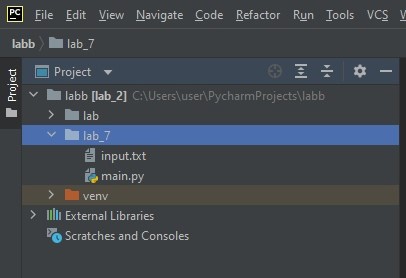 PC File Edit View Navigate Code Refactor Run Tools VCS
labb lab_7
Project
Project
labb [lab_2] C:\Users\user\PycharmProjects\labb
lab
lab_7
input.txt
main.py
venv
External Libraries
Scratches and Consoles